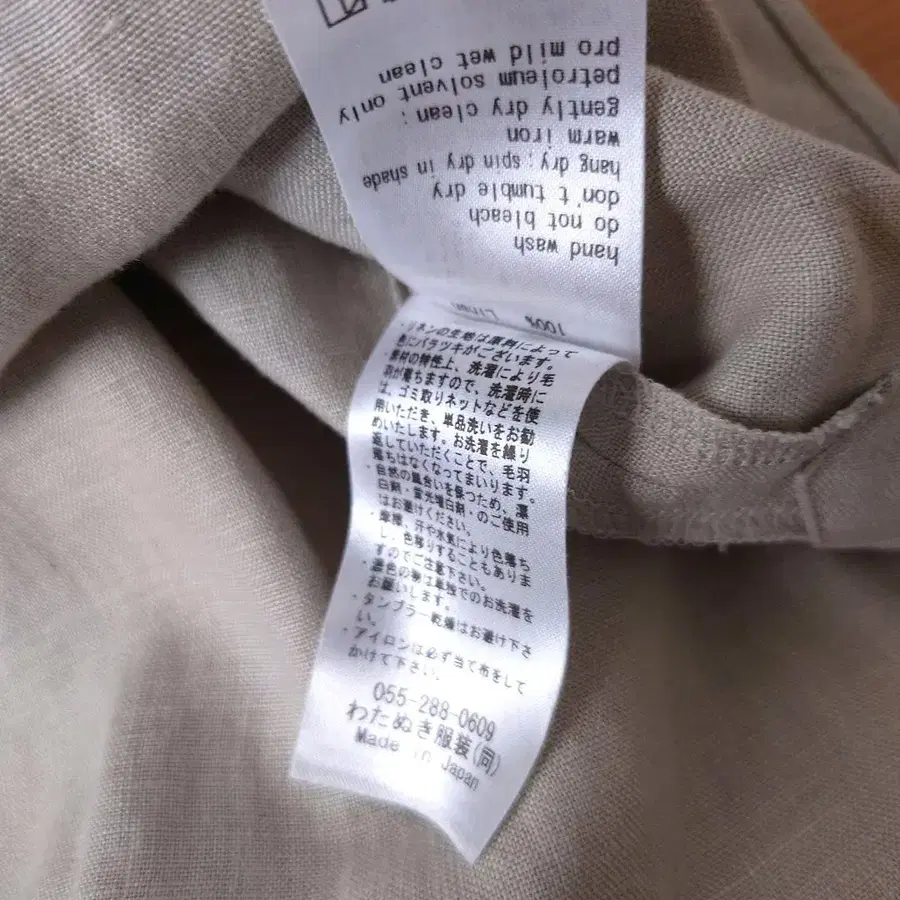 100% Linen
hand wash
do not bleach
don't tumble dry
hang dry; spin dry in shade
warm iron
gently dry clean:
petroleum solvent only
pro mild wet clean
・リネンの生地は原料によって
色にバラツキがございます。
・素材の特性上、洗濯により毛
羽が落ちますので、洗濯時に
は、ゴミ取りネットなどを使
用いただき、単品洗いをお勧
めいたします。お洗濯を繰り
返していただくことで、毛羽
落ちはなくなってまいります。
・自然の風合いを保つため、漂
白剤・蛍光増白剤・のご使用
はお避けください。
・摩擦、汗や水気により色落ち
し、色移りすることもありま
すのでご注意下さい。
・濃色の物は単独でのお洗濯を
お願いします。
・タンブラー乾燥はお避け下さ
い。
・アイロンは必ず当て布をして
かけて下さい。
055-288-0609
わたぬき服装(同)
Made in Japan